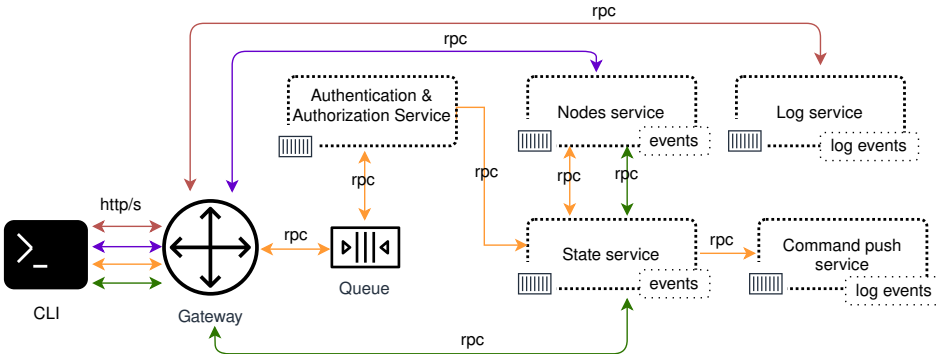 rpc
rpc
Authentication &
Authorization Service
Nodes service
Log service
events
log events
rpc
rpc
rpc
rpc
http/s
rpc
rpc
State service
Command push
service
events
log events
CLI
Gateway
Queue
rpc